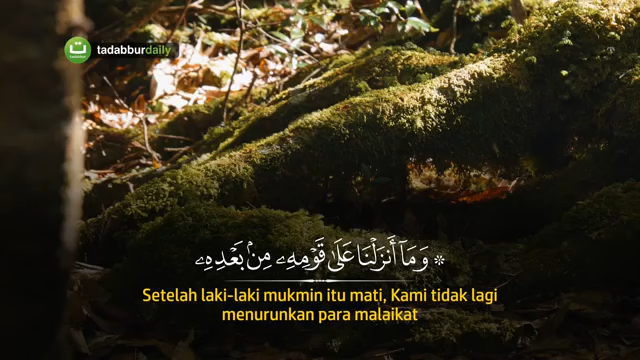 tadabburdaily
۞ وَمَآ أَنزَلْنَا عَلَىٰ قَوْمِهِۦ مِنۢ بَعْدِهِۦ
Setelah laki-laki mukmin itu mati, Kami tidak lagi
menurunkan para malaikat